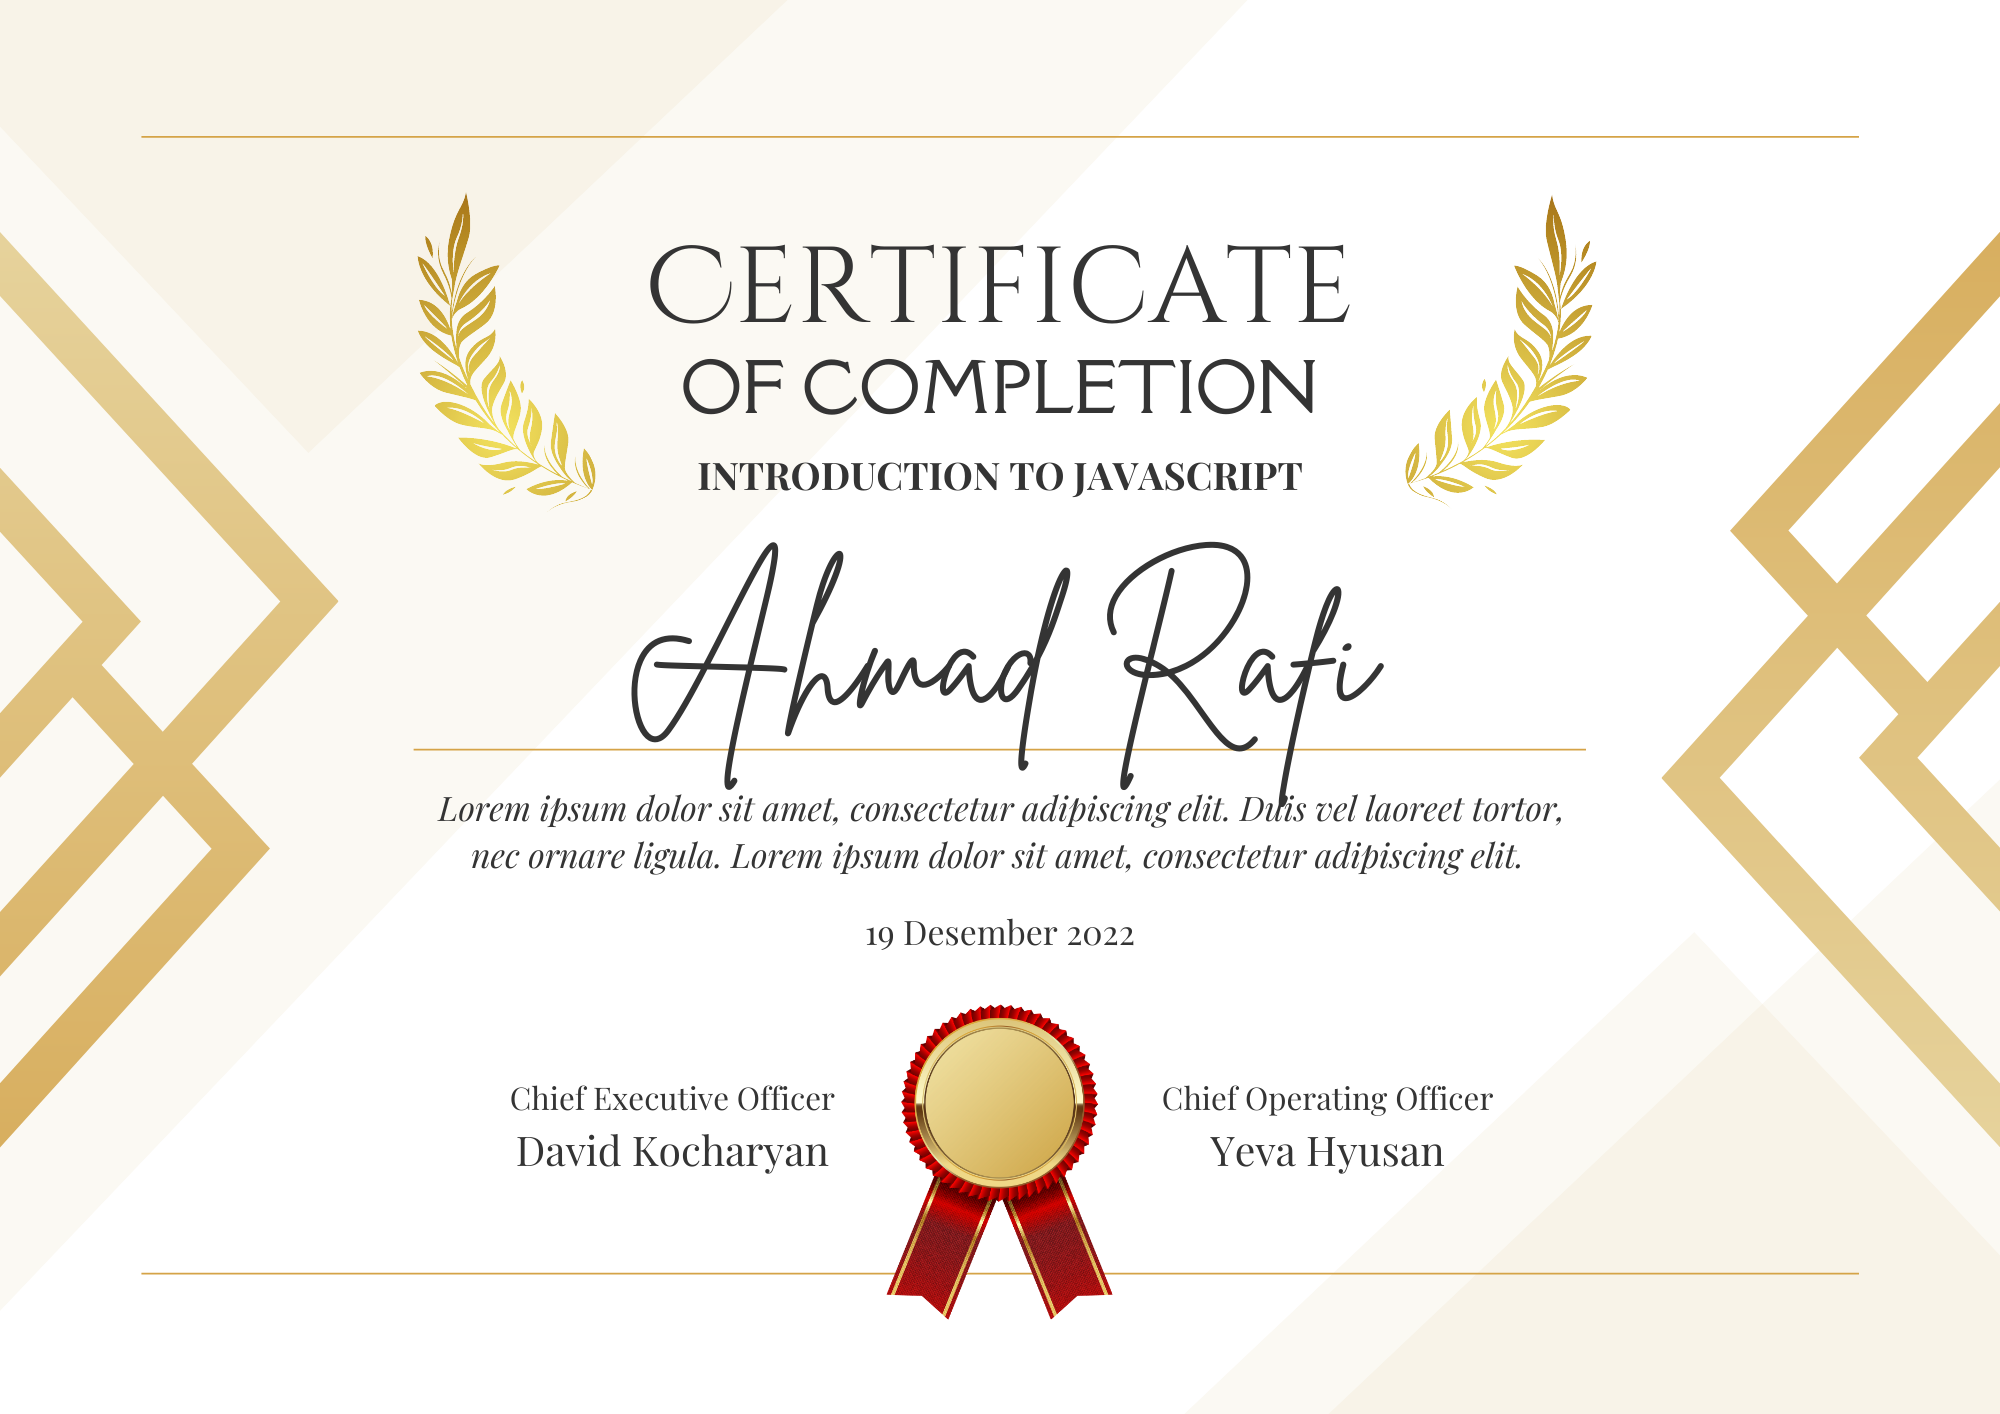 CERTIFICATE
OF COMPLETION
INTRODUCTION TO JAVASCRIPT
Ahmad Rafi
Lorem ipsum dolor sit amet, consectetur adipiscing elit. Duis vel laoreet tortor,
nec ornare ligula. Lorem ipsum dolor sit amet, consectetur adipiscing elit.
19 Desember 2022
Chief Executive Officer
David Kocharyan
Chief Operating Officer
Yeva Hyusan